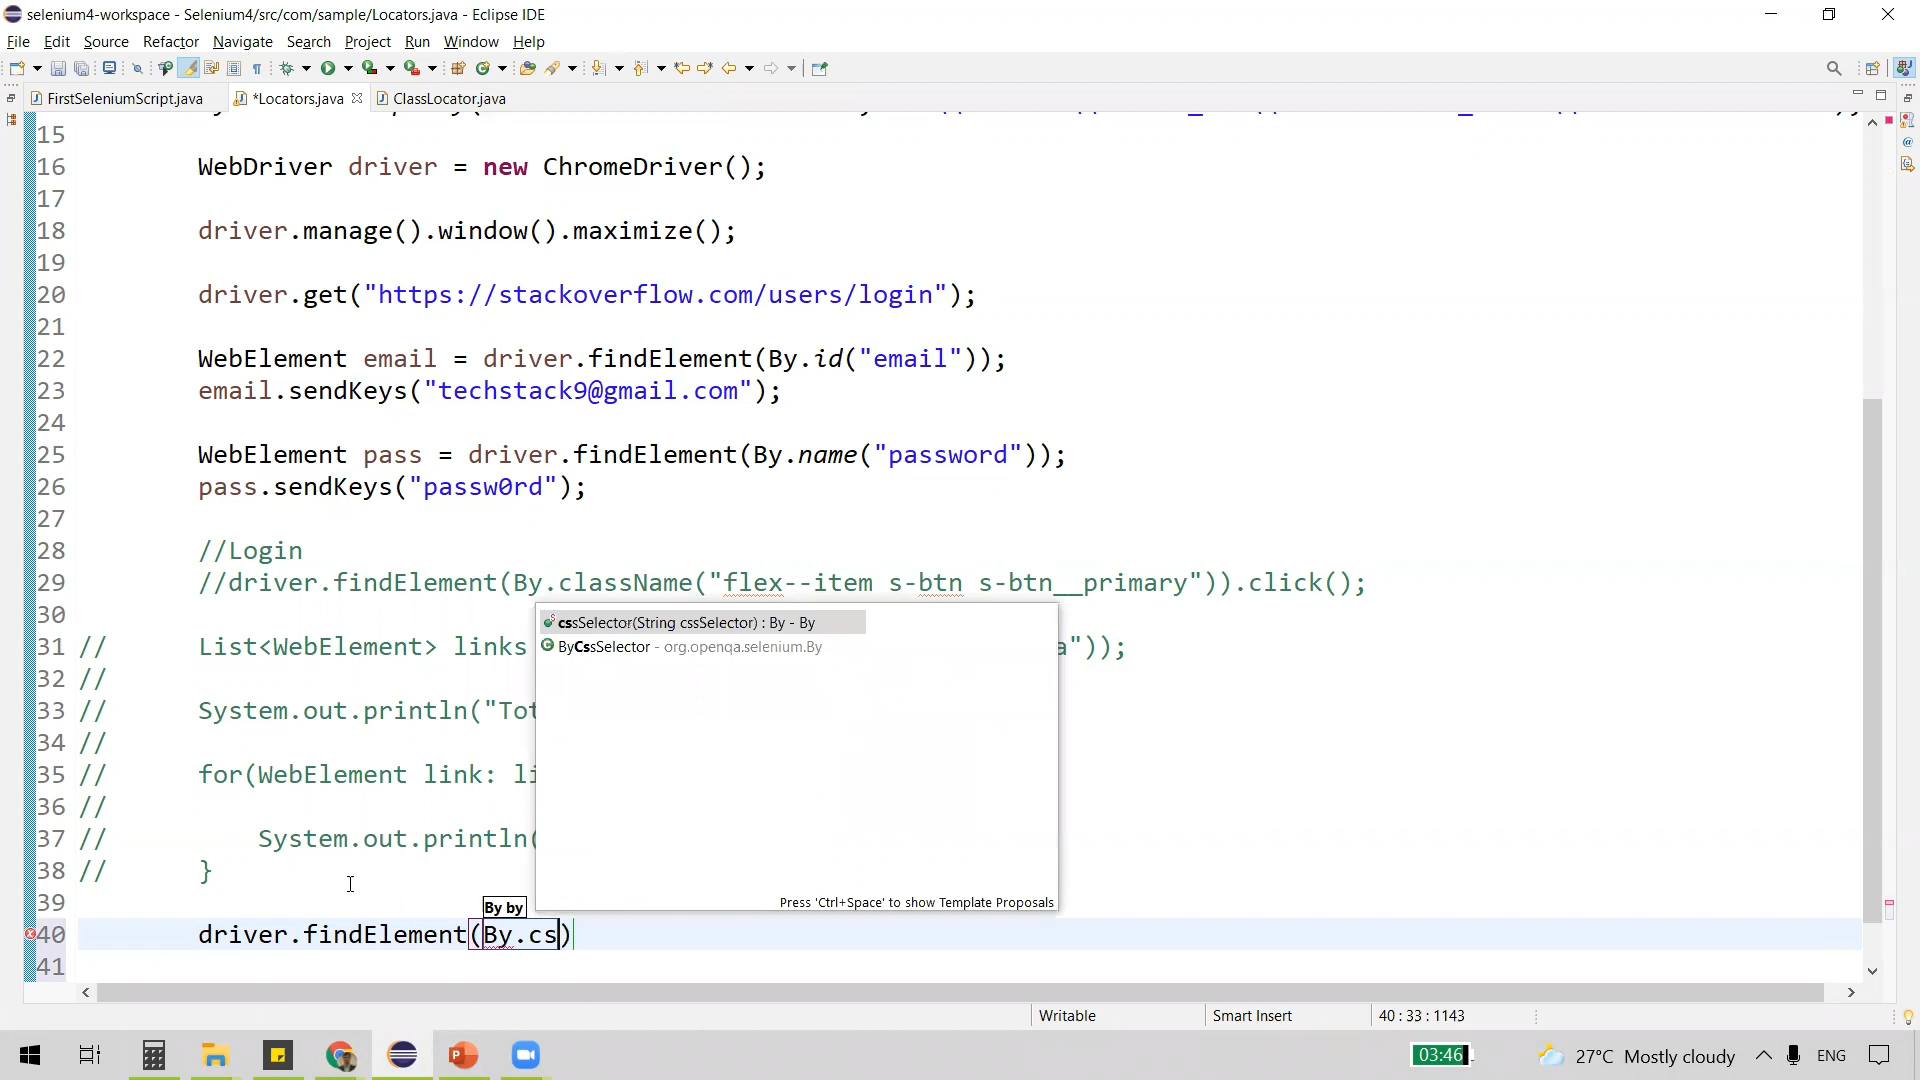 selenium4-workspace - Selenium4/src/com/sample/Locators.java - Eclipse IDE
File Edit Source Refactor Navigate Search Project Run Window Help
FirstSeleniumScript.java *Locators.java ClassLocator.java
15
16 WebDriver driver = new ChromeDriver();
17
18 driver.manage().window().maximize();
19
20 driver.get("https://stackoverflow.com/users/login");
21
22 WebElement email = driver.findElement(By.id("email"));
23 email.sendKeys("techstack9@gmail.com");
24
25 WebElement pass = driver.findElement(By.name("password"));
26 pass.sendKeys("passw0rd");
27
28 //Login
29 //driver.findElement(By.className("flex--item s-btn s-btn__primary")).click();
30
cssSelector(String cssSelector) : By - By
31 // List<WebElement> links a"));
ByCssSelector - org.openqa.selenium.By
32 //
33 // System.out.println("Tot
34 //
35 // for(WebElement link: li
36 //
37 // System.out.println(
38 // }
39
Press 'Ctrl+Space' to show Template Proposals
By by
40 driver.findElement(By.cs)
41
Writable Smart Insert 40 : 33 : 1143
03:46 27°C Mostly cloudy ENG